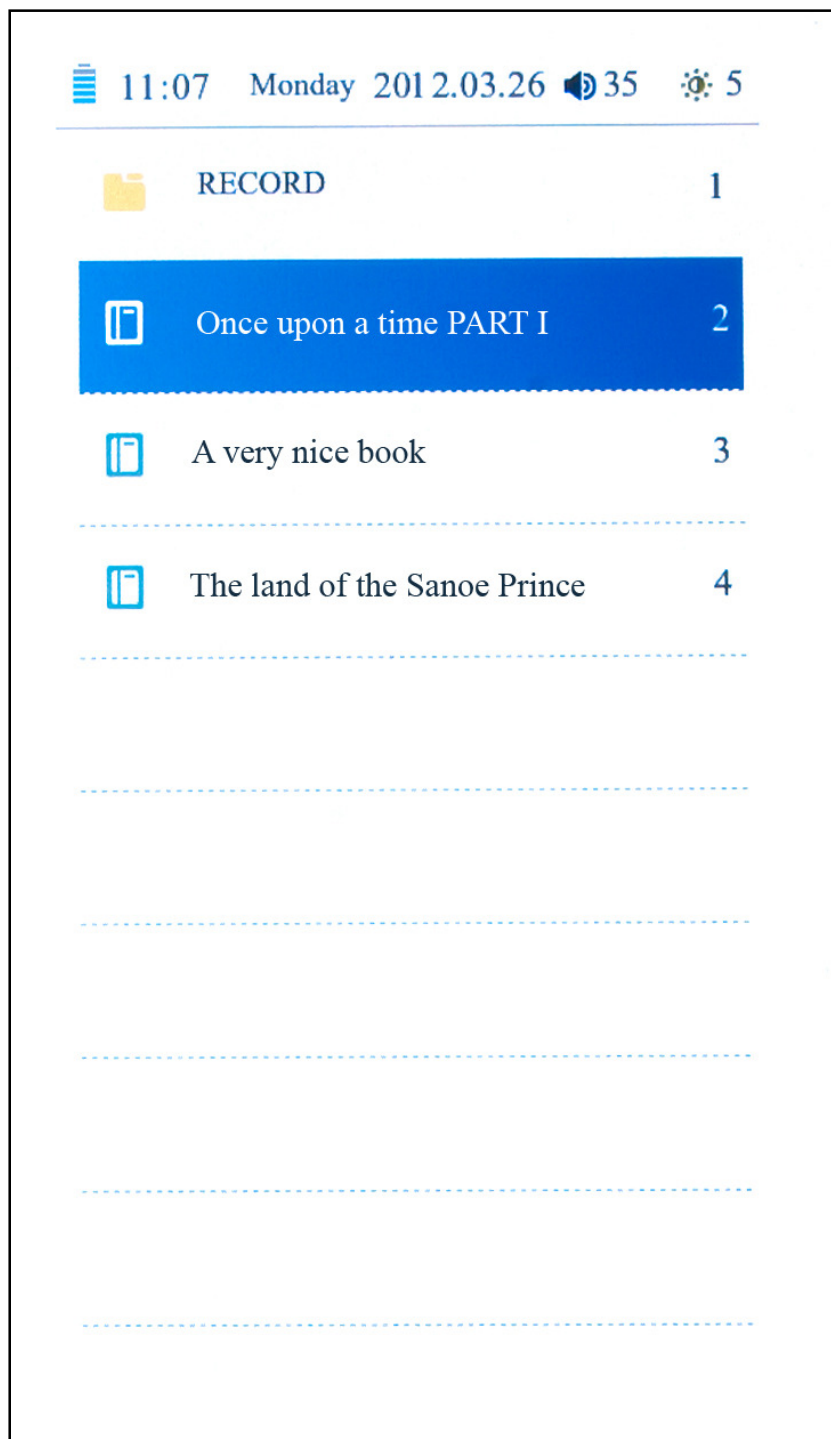 11:07 Monday 2012.03.26 35 5
RECORD 1
Once upon a time PART I 2
A very nice book 3
The land of the Sanoe Prince 4